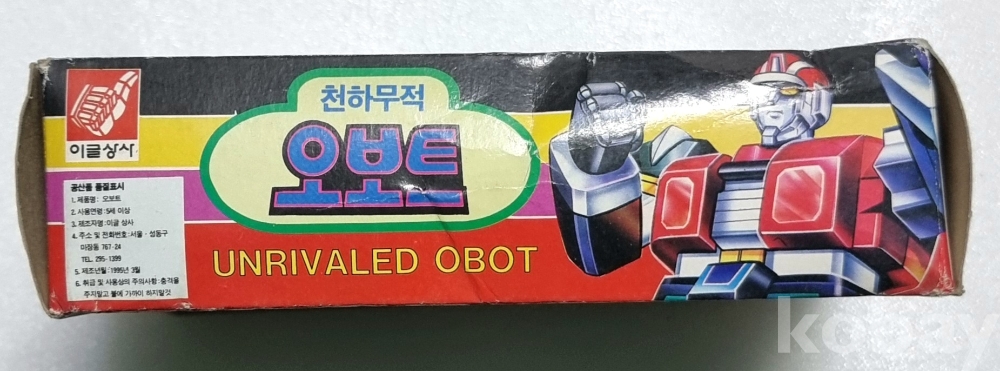 이글상사
천하무적
오보트
UNRIVALED OBOT
공산품 품질표시
1. 제품명: 오보트
2. 사용연령:5세 이상
3. 제조자명:이글 상사
4. 주소 및 전화번호:서울·성동구
마장동 767-24
TEL. 295-1399
5. 제조년월:1995년 3월
6. 취급 및 사용상의 주의사항:충격을
주지말고 불에 가까이 하지말것
kobay